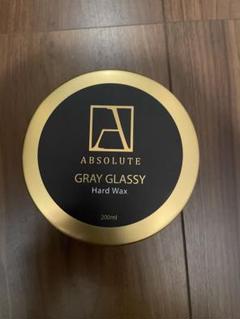 A
ABSOLUTE
GRAY GLASSY
Hard Wax
200ml